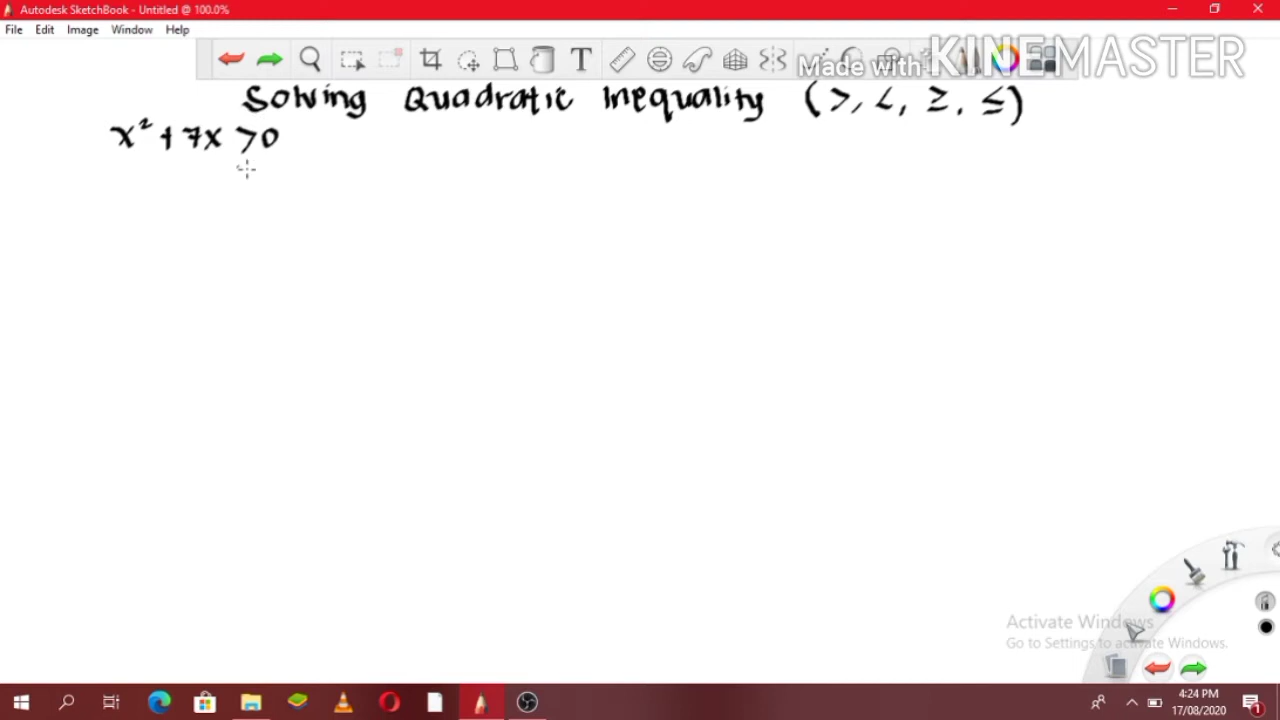 Autodesk SketchBook - Untitled @ 100.0%
File Edit Image Window Help
T
Made with KINEMASTER
Solving Quadratic Inequality (>, <, ≥, ≤)
x² + 7x > 0
Activate Windows
Go to Settings to activate Windows.
4:24 PM
17/08/2020
1